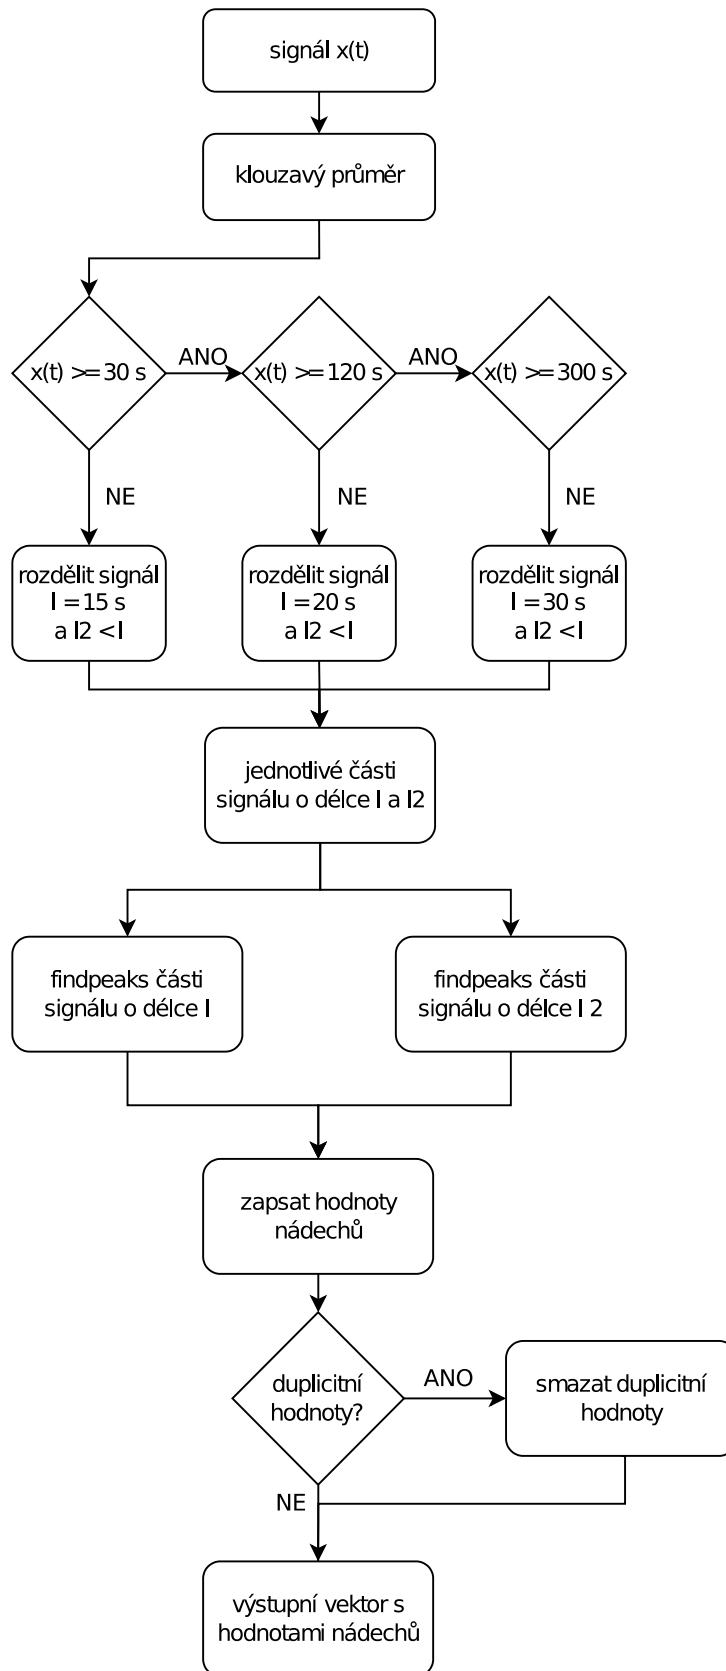 signál x(t)
klouzavý průměr
x(t) >= 30 s
ANO
x(t) >= 120 s
ANO
x(t) >= 300 s
NE
NE
NE
rozdělit signál
l = 15 s
a l2 < l
rozdělit signál
l = 20 s
a l2 < l
rozdělit signál
l = 30 s
a l2 < l
jednotlivé části
signálu o délce l a l2
findpeaks části
signálu o délce l
findpeaks části
signálu o délce l 2
zapsat hodnoty
nádechů
duplicitní
hodnoty?
ANO
smazat duplicitní
hodnoty
NE
výstupní vektor s
hodnotami nádechů